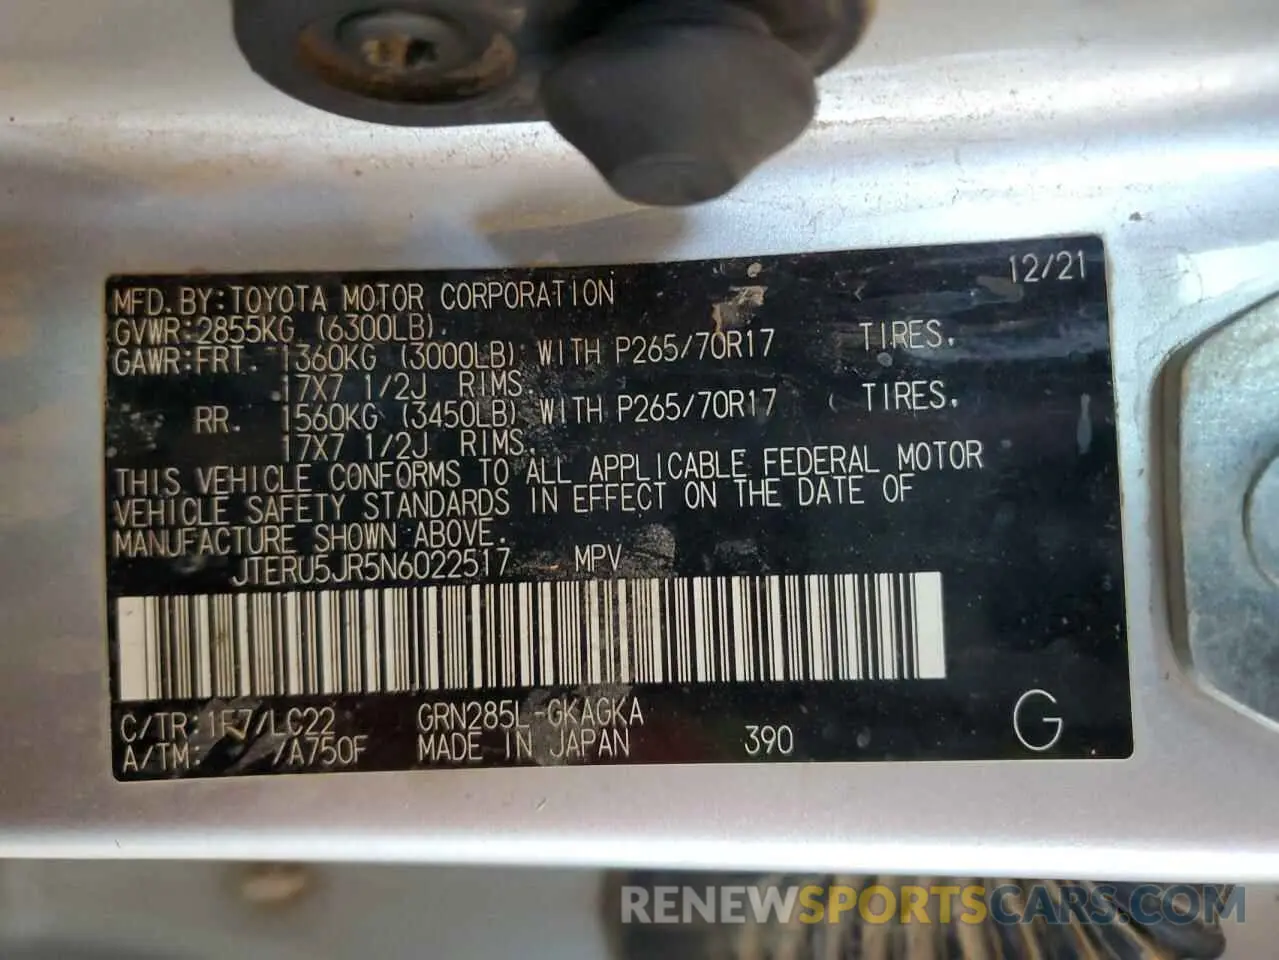 12/21
MFD.BY:TOYOTA MOTOR CORPORATION
GVWR:2855KG (6300LB).
GAWR:FRT. 1360KG (3000LB) WITH P265/70R17 TIRES.
17X7 1/2J RIMS
RR. 1560KG (3450LB) WITH P265/70R17 TIRES.
17X7 1/2J RIMS.
THIS VEHICLE CONFORMS TO ALL APPLICABLE FEDERAL MOTOR
VEHICLE SAFETY STANDARDS IN EFFECT ON THE DATE OF
MANUFACTURE SHOWN ABOVE.
JTERU5JR5N6022517 MPV
C/TR:1F7/LC22 GRN285L-GKAGKA
A/TM: /A750F MADE IN JAPAN 390 G
RENEWSPORTSCARS.COM